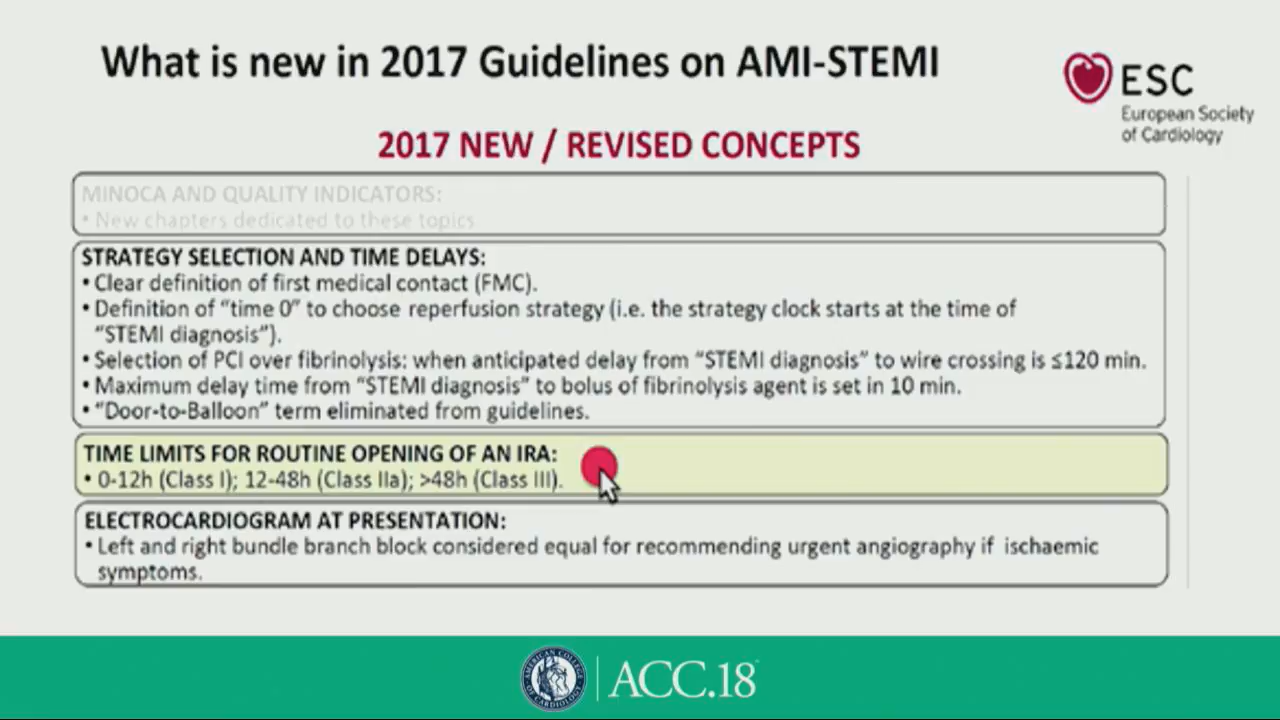 What is new in 2017 Guidelines on AMI-STEMI
ESC
European Society
of Cardiology
2017 NEW / REVISED CONCEPTS
MINOCA AND QUALITY INDICATORS:
• New chapters dedicated to these topics
STRATEGY SELECTION AND TIME DELAYS:
• Clear definition of first medical contact (FMC).
• Definition of “time 0” to choose reperfusion strategy (i.e. the strategy clock starts at the time of
“STEMI diagnosis”).
• Selection of PCI over fibrinolysis: when anticipated delay from “STEMI diagnosis” to wire crossing is ≤120 min.
• Maximum delay time from “STEMI diagnosis” to bolus of fibrinolysis agent is set in 10 min.
• “Door-to-Balloon” term eliminated from guidelines.
TIME LIMITS FOR ROUTINE OPENING OF AN IRA:
• 0-12h (Class I); 12-48h (Class IIa); >48h (Class III).
ELECTROCARDIOGRAM AT PRESENTATION:
• Left and right bundle branch block considered equal for recommending urgent angiography if ischaemic
symptoms.
AMERICAN COLLEGE OF CARDIOLOGY
ACC.18